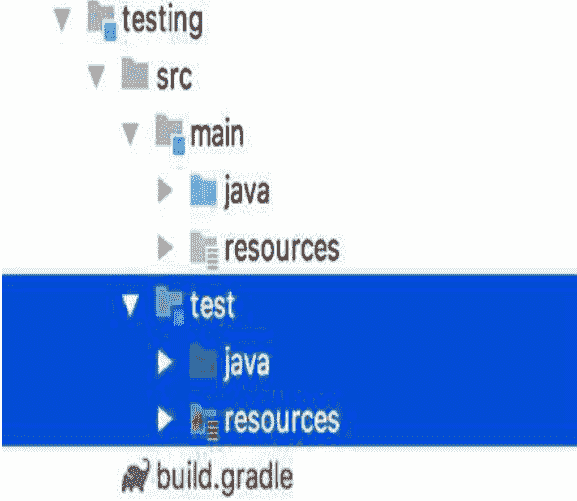 testing
src
main
java
resources
test
java
resources
build.gradle